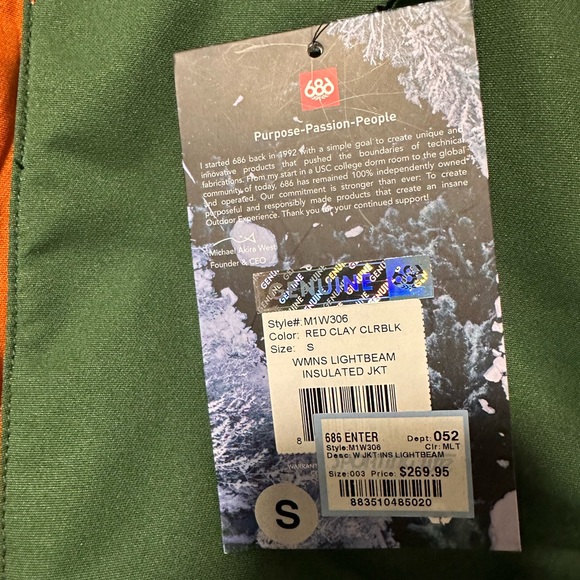 686
Purpose-Passion-People
I started 686 back in 1992 with a simple goal to create unique and
innovative products that pushed the boundaries of technical
fabrications. From my start in a USC college dorm room to the global
community of today, 686 has remained 100% independently owned
and operated. Our commitment is stronger than ever: To create
purposeful and responsibly made products that create an insane
Outdoor Experience. Thank you for your continued support!
Michael Akira West
Founder & CEO
GENUINE
Style#: M1W306
Color: RED CLAY CLRBLK
Size: S
WMNS LIGHTBEAM
INSULATED JKT
8
686 ENTER Dept: 052
Style:M1W306 Clr: MLT
Desc: W JKT:INS LIGHTBEAM
Size:003 Price: $269.95
883510485020
WARRANT
S